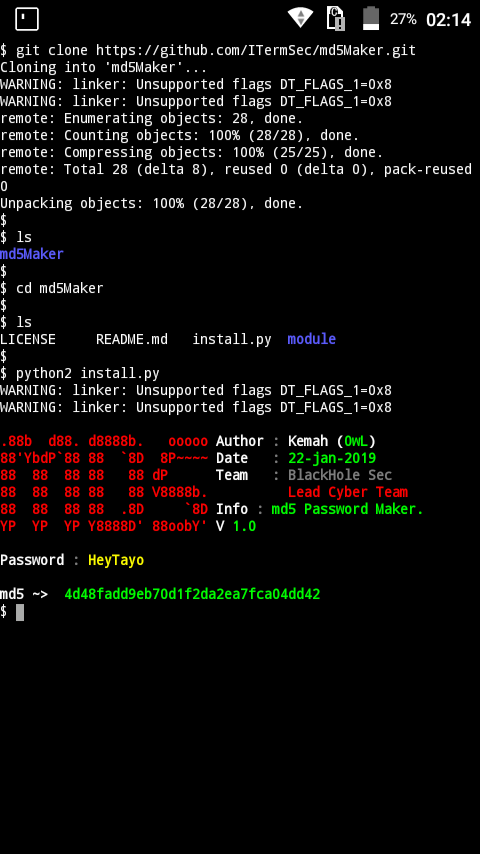 27% 02:14
$ git clone https://github.com/ITermSec/md5Maker.git
Cloning into 'md5Maker'...
WARNING: linker: Unsupported flags DT_FLAGS_1=0x8
WARNING: linker: Unsupported flags DT_FLAGS_1=0x8
remote: Enumerating objects: 28, done.
remote: Counting objects: 100% (28/28), done.
remote: Compressing objects: 100% (25/25), done.
remote: Total 28 (delta 8), reused 0 (delta 0), pack-reused
0
Unpacking objects: 100% (28/28), done.
$
$ ls
md5Maker
$
$ cd md5Maker
$
$ ls
LICENSE     README.md   install.py  module
$
$ python2 install.py
WARNING: linker: Unsupported flags DT_FLAGS_1=0x8
WARNING: linker: Unsupported flags DT_FLAGS_1=0x8
.88b  d88. d8888b.   ooooo Author : Kemah (0wL)
88'YbdP`88 88  `8D  8P~~~~ Date   : 22-jan-2019
88  88  88 88   88 dP      Team   : BlackHole Sec
88  88  88 88   88 V8888b.          Lead Cyber Team
88  88  88 88  .8D     `8D Info : md5 Password Maker.
YP  YP  YP Y8888D' 88oobY' V 1.0
Password : HeyTayo
md5 ~>  4d48fadd9eb70d1f2da2ea7fca04dd42
$